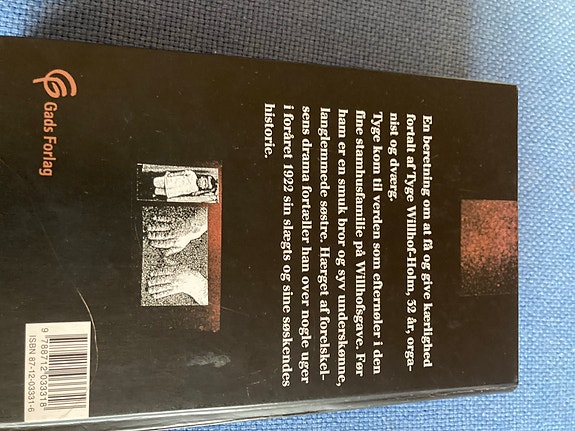 En beretning om at få og give kærlighed
fortalt af Tyge Willhof-Holm, 32 år, orga-
nist og dværg.
Tyge kom til verden som efternøler i den
fine stamhusfamilie på Willhofsgave. Før
ham er en smuk bror og syv underskønne,
langlemmede søstre. Hærget af forelskel-
sens drama fortæller han over nogle uger
i foråret 1922 sin slægts og sine søskendes
historie.
Gads Forlag
9 788712 033318
ISBN 87-12-03331-6